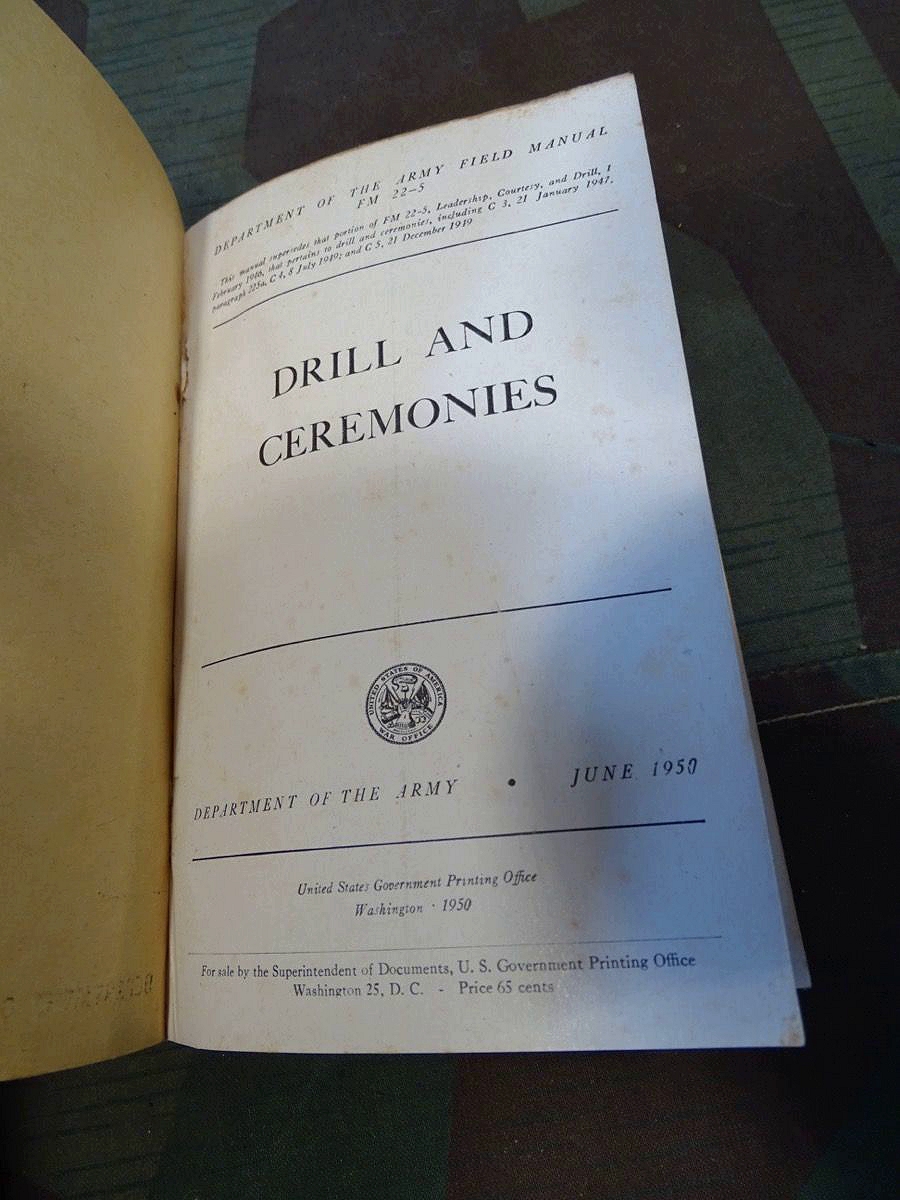 DEPARTMENT OF THE ARMY FIELD MANUAL
FM 22-5
This manual supersedes that portion of FM 22-5, Leadership, Courtesy, and Drill, 1
February 1946, that pertains to drill and ceremonies, including C 3, 21 January 1947,
paragraph 225a, C 4, 8 July 1949; and C 5, 21 December 1949
DRILL AND
CEREMONIES
UNITED STATES OF AMERICA
WAR OFFICE
DEPARTMENT OF THE ARMY • JUNE 1950
United States Government Printing Office
Washington · 1950
For sale by the Superintendent of Documents, U. S. Government Printing Office
Washington 25, D. C. - Price 65 cents